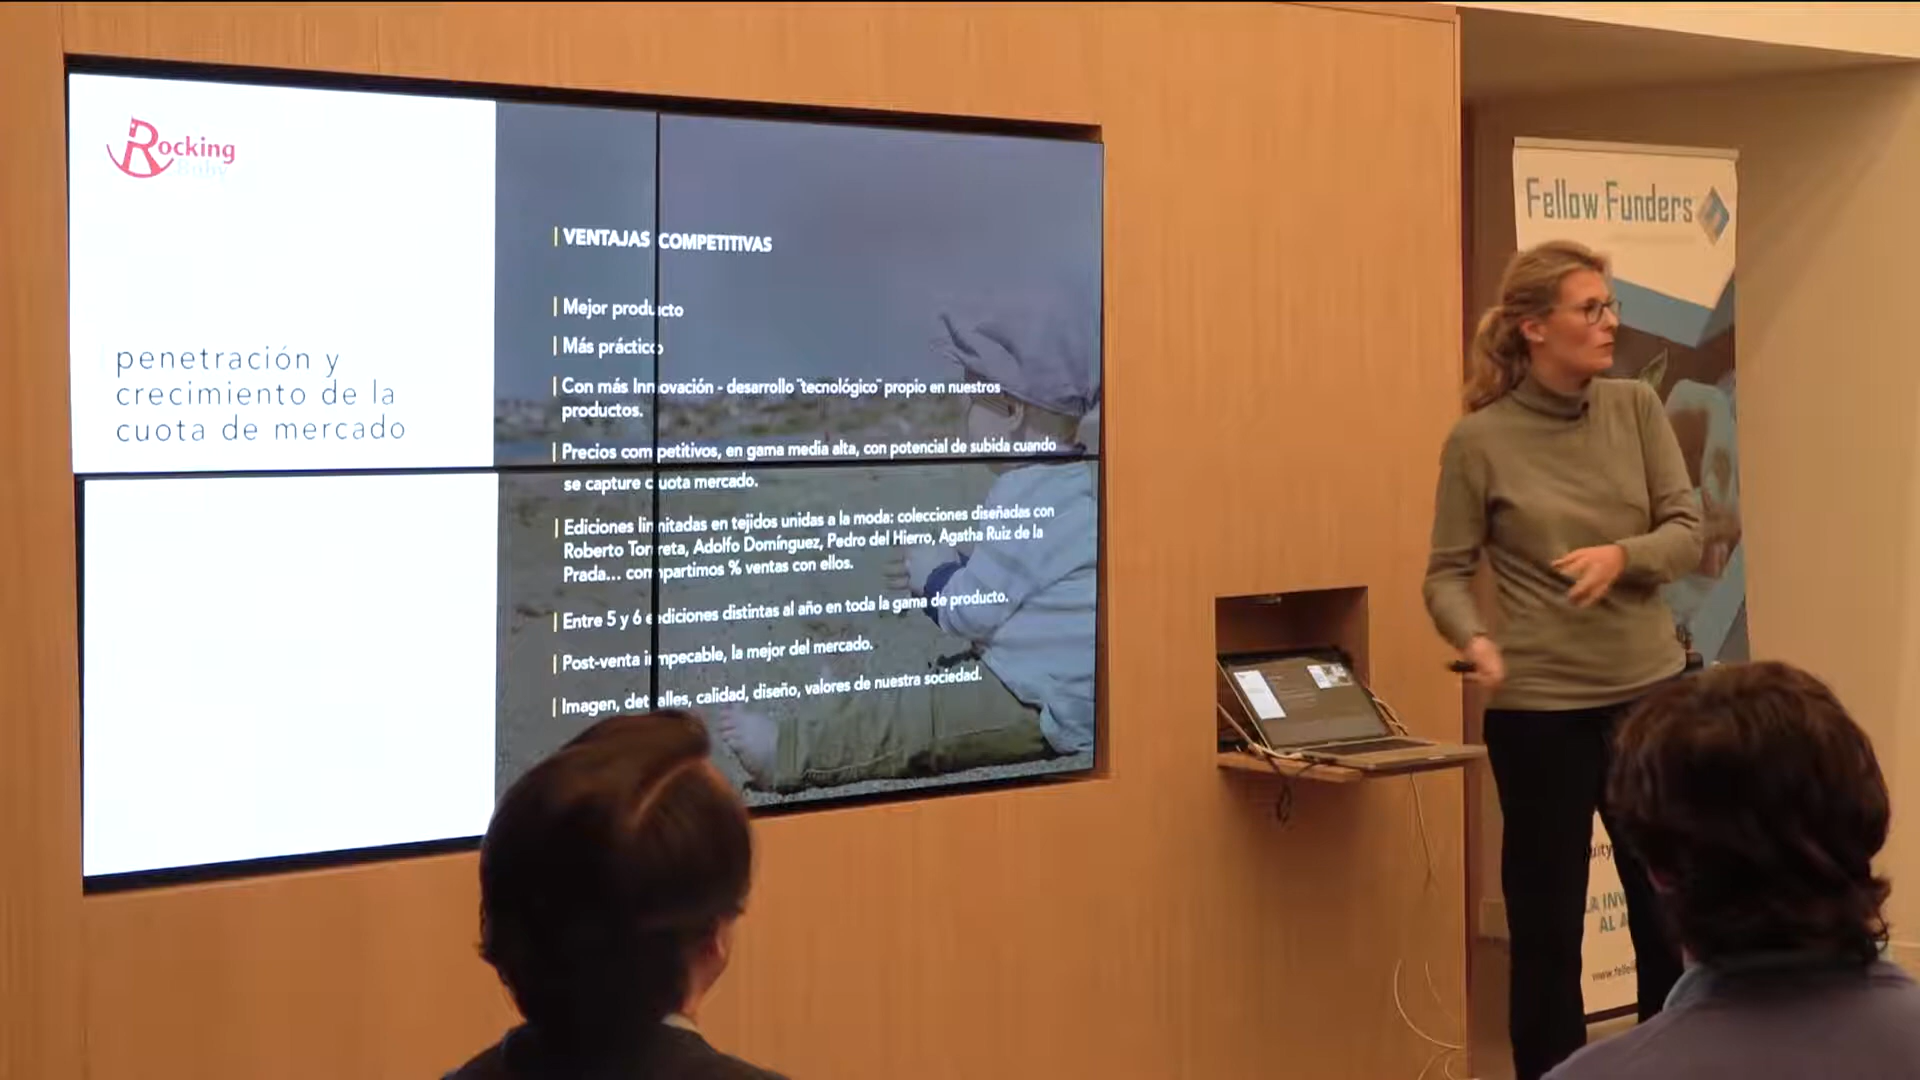 Rocking
Baby
penetración y
crecimiento de la
cuota de mercado
VENTAJAS COMPETITIVAS
Mejor producto
Más práctico
Con más Innovación - desarrollo "tecnológico" propio en nuestros
productos.
Precios competitivos, en gama media alta, con potencial de subida cuando
se capture cuota mercado.
Ediciones limitadas en tejidos unidas a la moda: colecciones diseñadas con
Roberto Torreta, Adolfo Domínguez, Pedro del Hierro, Agatha Ruiz de la
Prada... compartimos % ventas con ellos.
Entre 5 y 6 ediciones distintas al año en toda la gama de producto.
Post-venta impecable, la mejor del mercado.
Imagen, detalles, calidad, diseño, valores de nuestra sociedad.
Fellow Funders